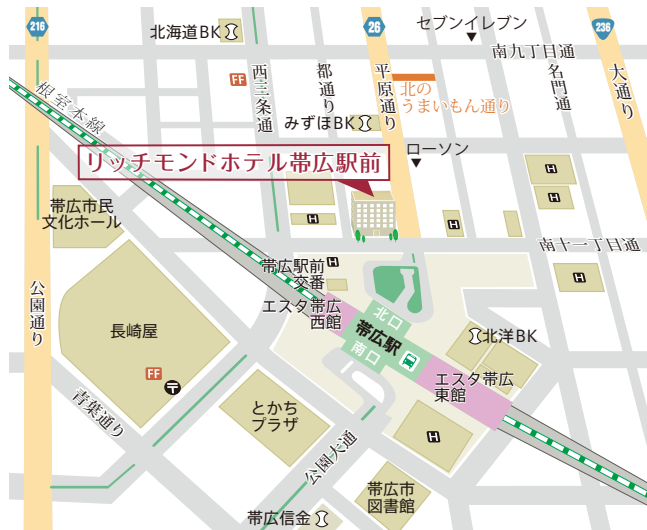 216
北海道BK
26
セブンイレブン
236
南九丁目通
FF
西三条通
都通り
平原通り
北の
うまいもん通り
名門通
大通り
根室本線
みずほBK
ローソン
リッチモンドホテル帯広駅前
H
H
帯広市民
文化ホール
H
H
南十一丁目通
帯広駅前
交番
H
H
公園通り
エスタ帯広
西館
北口
帯広駅
南口
長崎屋
北洋BK
FF
〒
エスタ帯広
東館
青葉通り
とかち
プラザ
H
公園大通
帯広市
図書館
帯広信金